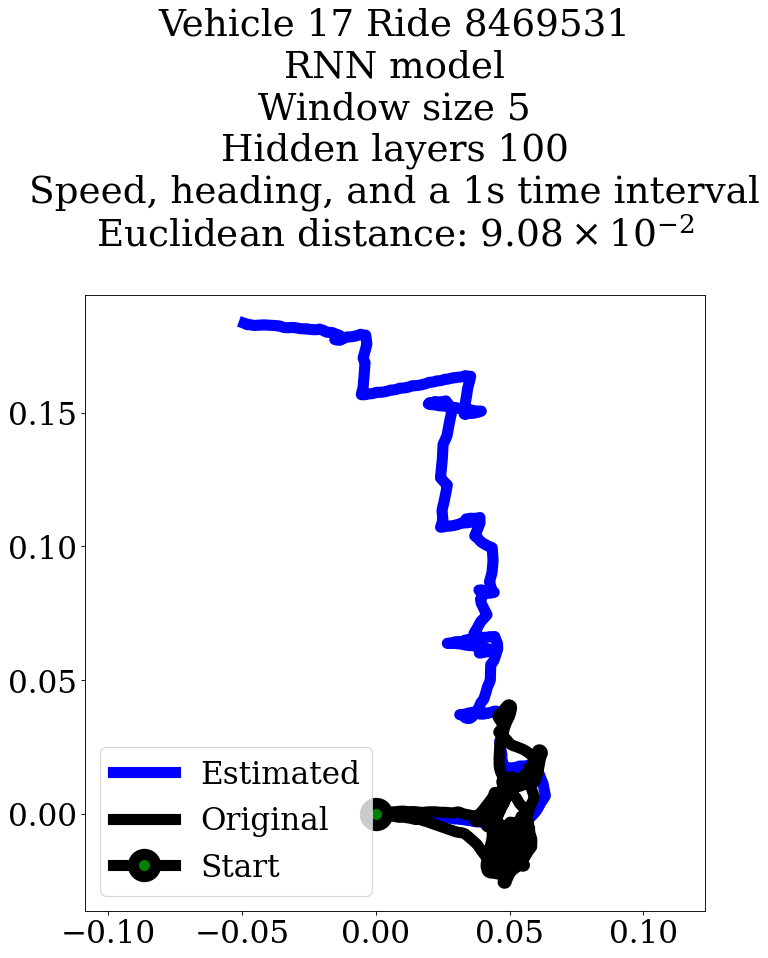 Vehicle 17 Ride 8469531
RNN model
Window size 5
Hidden layers 100
Speed, heading, and a 1s time interval
Euclidean distance: 9.08 × 10⁻²
0.15
0.10
0.05
0.00
Estimated
Original
Start
−0.10 −0.05 0.00 0.05 0.10